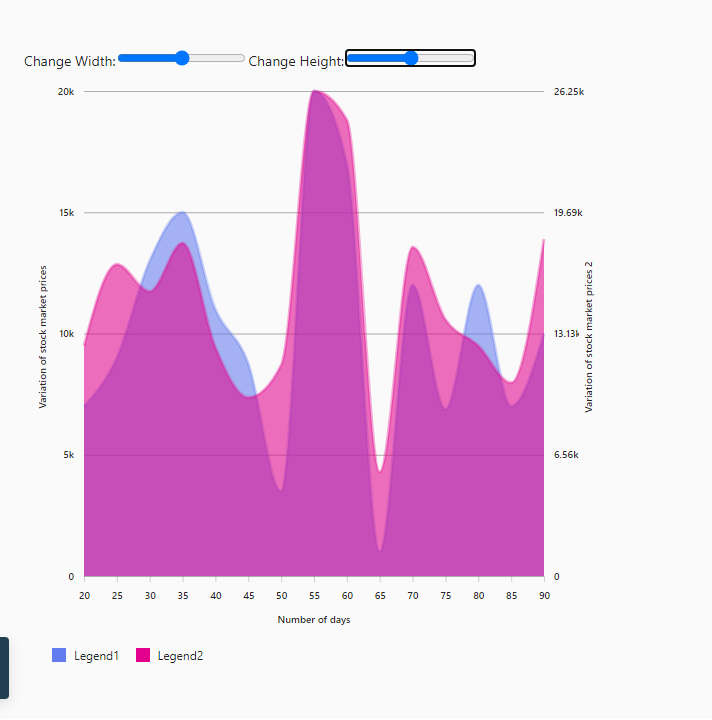 Change Width: Change Height:
20k 26.25k
15k 19.69k
10k 13.13k
5k 6.56k
0 0
Variation of stock market prices
Variation of stock market prices 2
20 25 30 35 40 45 50 55 60 65 70 75 80 85 90
Number of days
Legend1 Legend2